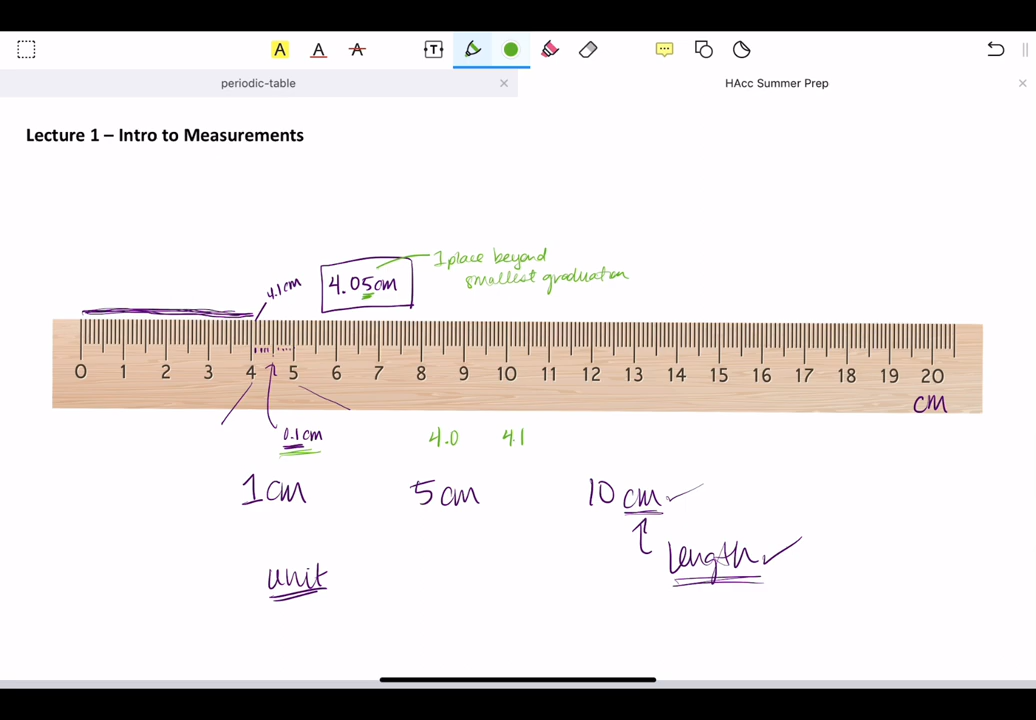 A A A T
periodic-table × HAcc Summer Prep ×
Lecture 1 – Intro to Measurements
1 place beyond
smallest graduation
4.1cm
4.05cm
0 1 2 3 4 5 6 7 8 9 10 11 12 13 14 15 16 17 18 19 20
cm
0.1cm 4.0 4.1
1cm 5cm 10 cm
length
unit